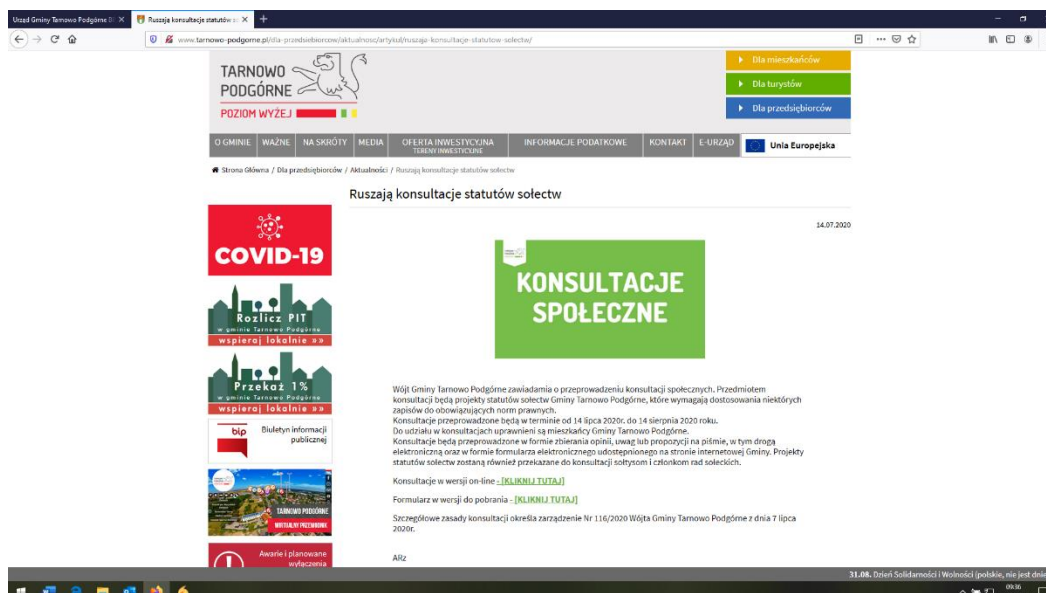 Urząd Gminy Tarnowo Podgórne BI
Ruszają konsultacje statutów s
www.tarnowo-podgorne.pl/dla-przedsiebiorcow/aktualnosc/artykul/ruszaja-konsultacje-statutow-solectw/
TARNOWO
PODGÓRNE
POZIOM WYŻEJ
Dla mieszkańców
Dla turystów
Dla przedsiębiorców
O GMINIE WAŻNE NA SKRÓTY MEDIA OFERTA INWESTYCYJNA INFORMACJE PODATKOWE KONTAKT E-URZĄD Unia Europejska
TERENY INWESTYCYJNE
Strona Główna / Dla przedsiębiorców / Aktualności / Ruszają konsultacje statutów sołectw
Ruszają konsultacje statutów sołectw
14.07.2020
COVID-19
Rozlicz PIT
w gminie Tarnowo Podgórne
wspieraj lokalnie »»
Przekaż 1%
w gminie Tarnowo Podgórne
wspieraj lokalnie »»
bip
Biuletyn informacji
publicznej
TARNOWO PODGÓRNE
WIRTUALNY PRZEWODNIK
Awarie i planowane
wyłączenia
KONSULTACJE
SPOŁECZNE
Wójt Gminy Tarnowo Podgórne zawiadamia o przeprowadzeniu konsultacji społecznych. Przedmiotem
konsultacji będą projekty statutów sołectw Gminy Tarnowo Podgórne, które wymagają dostosowania niektórych
zapisów do obowiązujących norm prawnych.
Konsultacje przeprowadzone będą w terminie od 14 lipca 2020r. do 14 sierpnia 2020 roku.
Do udziału w konsultacjach uprawnieni są mieszkańcy Gminy Tarnowo Podgórne.
Konsultacje będą przeprowadzone w formie zbierania opinii, uwag lub propozycji na piśmie, w tym drogą
elektroniczną oraz w formie formularza elektronicznego udostępnionego na stronie internetowej Gminy. Projekty
statutów sołectw zostaną również przekazane do konsultacji sołtysom i członkom rad sołeckich.
Konsultacje w wersji on-line - [KLIKNIJ TUTAJ]
Formularz w wersji do pobrania - [KLIKNIJ TUTAJ]
Szczegółowe zasady konsultacji określa zarządzenie Nr 116/2020 Wójta Gminy Tarnowo Podgórne z dnia 7 lipca
2020r.
ARz
31.08. Dzień Solidarności i Wolności (polskie, nie jest dnie
09:36